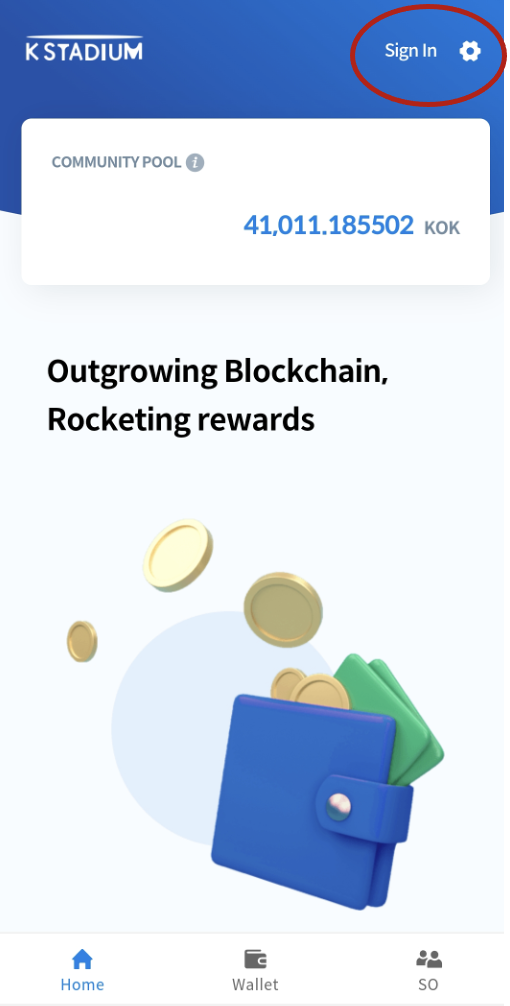 K STADIUM
Sign In
COMMUNITY POOL i
41,011.185502 KOK
Outgrowing Blockchain,
Rocketing rewards
Home
Wallet
SO